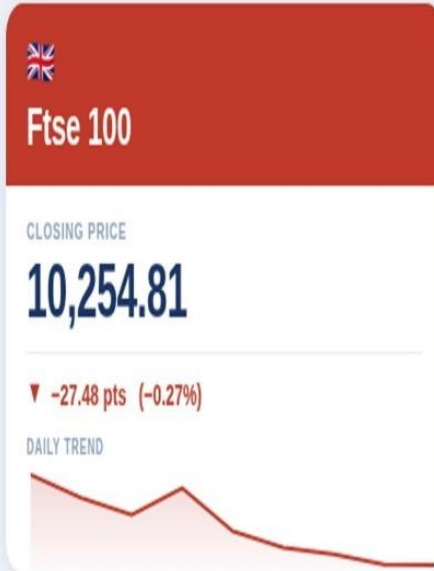 Ftse 100
CLOSING PRICE
10,254.81
▼ −27.48 pts (−0.27%)
DAILY TREND